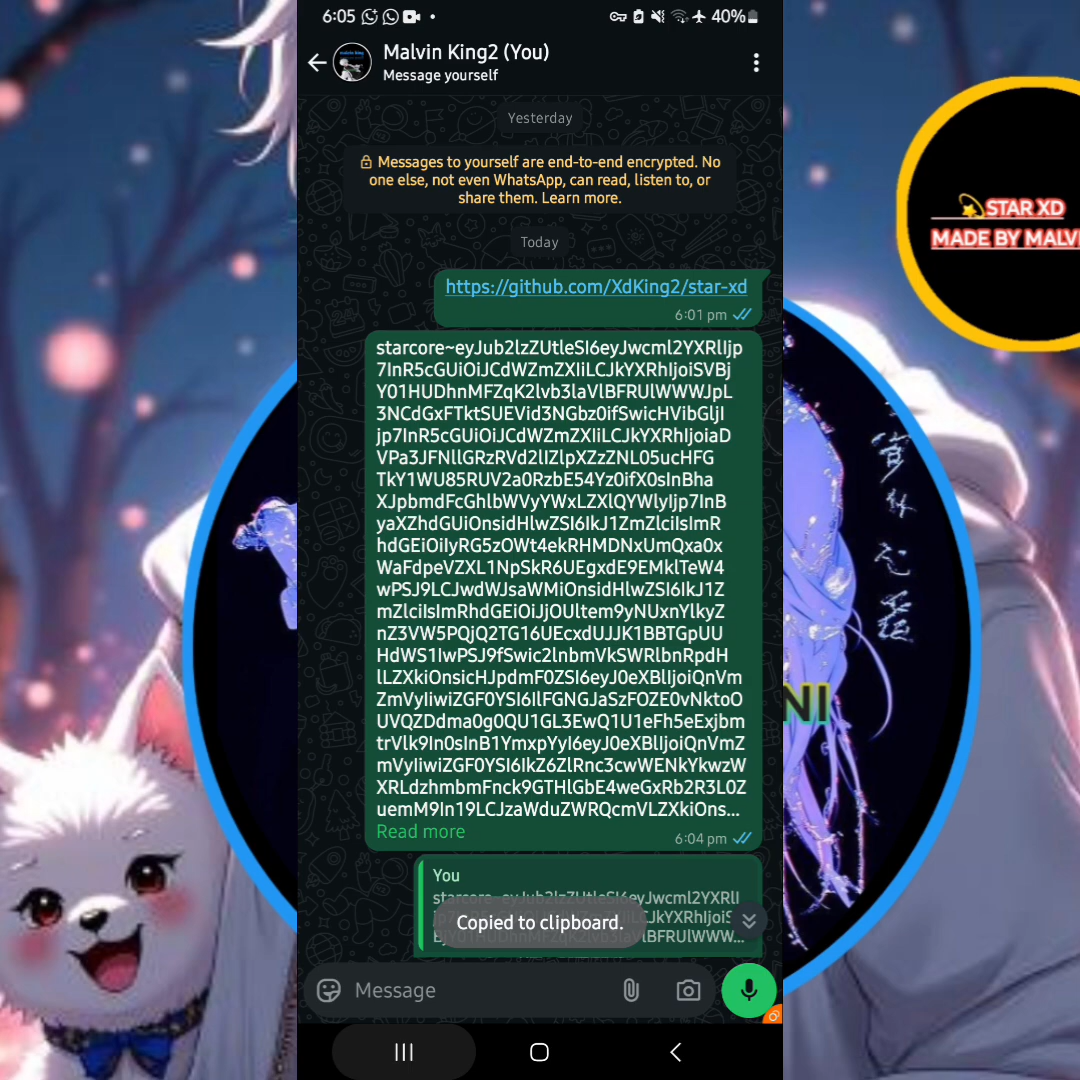 6:05
40%
Malvin King2 (You)
Message yourself
Yesterday
Messages to yourself are end-to-end encrypted. No
one else, not even WhatsApp, can read, listen to, or
share them. Learn more.
Today
https://github.com/XdKing2/star-xd
6:01 pm
starcore~eyJub2lzZUtleSI6eyJwcml2YXRlIjp
7InR5cGUiOiJCdWZmZXIiLCJkYXRhIjoiSVBj
Y01HUDhnMFZqK2lvb3laVlBFRUlWWWJpL
3NCdGxFTktSUEVid3NGbz0ifSwicHVibGljI
jp7InR5cGUiOiJCdWZmZXIiLCJkYXRhIjoiaD
VPa3JFNllGRzRVd2lIZlpXZzZNL05ucHFG
TkY1WU85RUV2a0RzbE54Yz0ifX0sInBha
XJpbmdFcGhlbWVyYWxLZXlQYWlyIjp7InB
yaXZhdGUiOnsidHlwZSI6IkJ1ZmZlciIsImR
hdGEiOiIyRG5zOWt4ekRHMDNxUmQxa0x
WaFdpeVZXL1NpSkR6UEgxdE9EMklTeW4
wPSJ9LCJwdWJsaWMiOnsidHlwZSI6IkJ1Z
mZlciIsImRhdGEiOiJjOUltem9yNUxnYlkyZ
nZ3VW5PQjQ2TG16UEcxdUJJK1BBTGpUU
HdWS1IwPSJ9fSwic2lnbmVkSWRlbnRpdH
lLZXkiOnsicHJpdmF0ZSI6eyJ0eXBlIjoiQnVm
ZmVyIiwiZGF0YSI6IlFGNGJaSzFOZE0vNktoO
UVQZDdma0g0QU1GL3EwQ1U1eFh5eExjbm
trVlk9In0sInB1YmxpYyI6eyJ0eXBlIjoiQnVmZ
mVyIiwiZGF0YSI6IkZ6ZlRnc3cwWENkYkwzW
XRLdzhmbmFnck9GTHlGbE4weGxRb2R3L0Z
uemM9In19LCJzaWduZWRQcmVLZXkiOns...
Read more
6:04 pm
You
starcore~eyJub2lzZUtleSI6eyJwcml2YXRlI
Copied to clipboard.
Message
STAR XD
MADE BY MALVI
NI